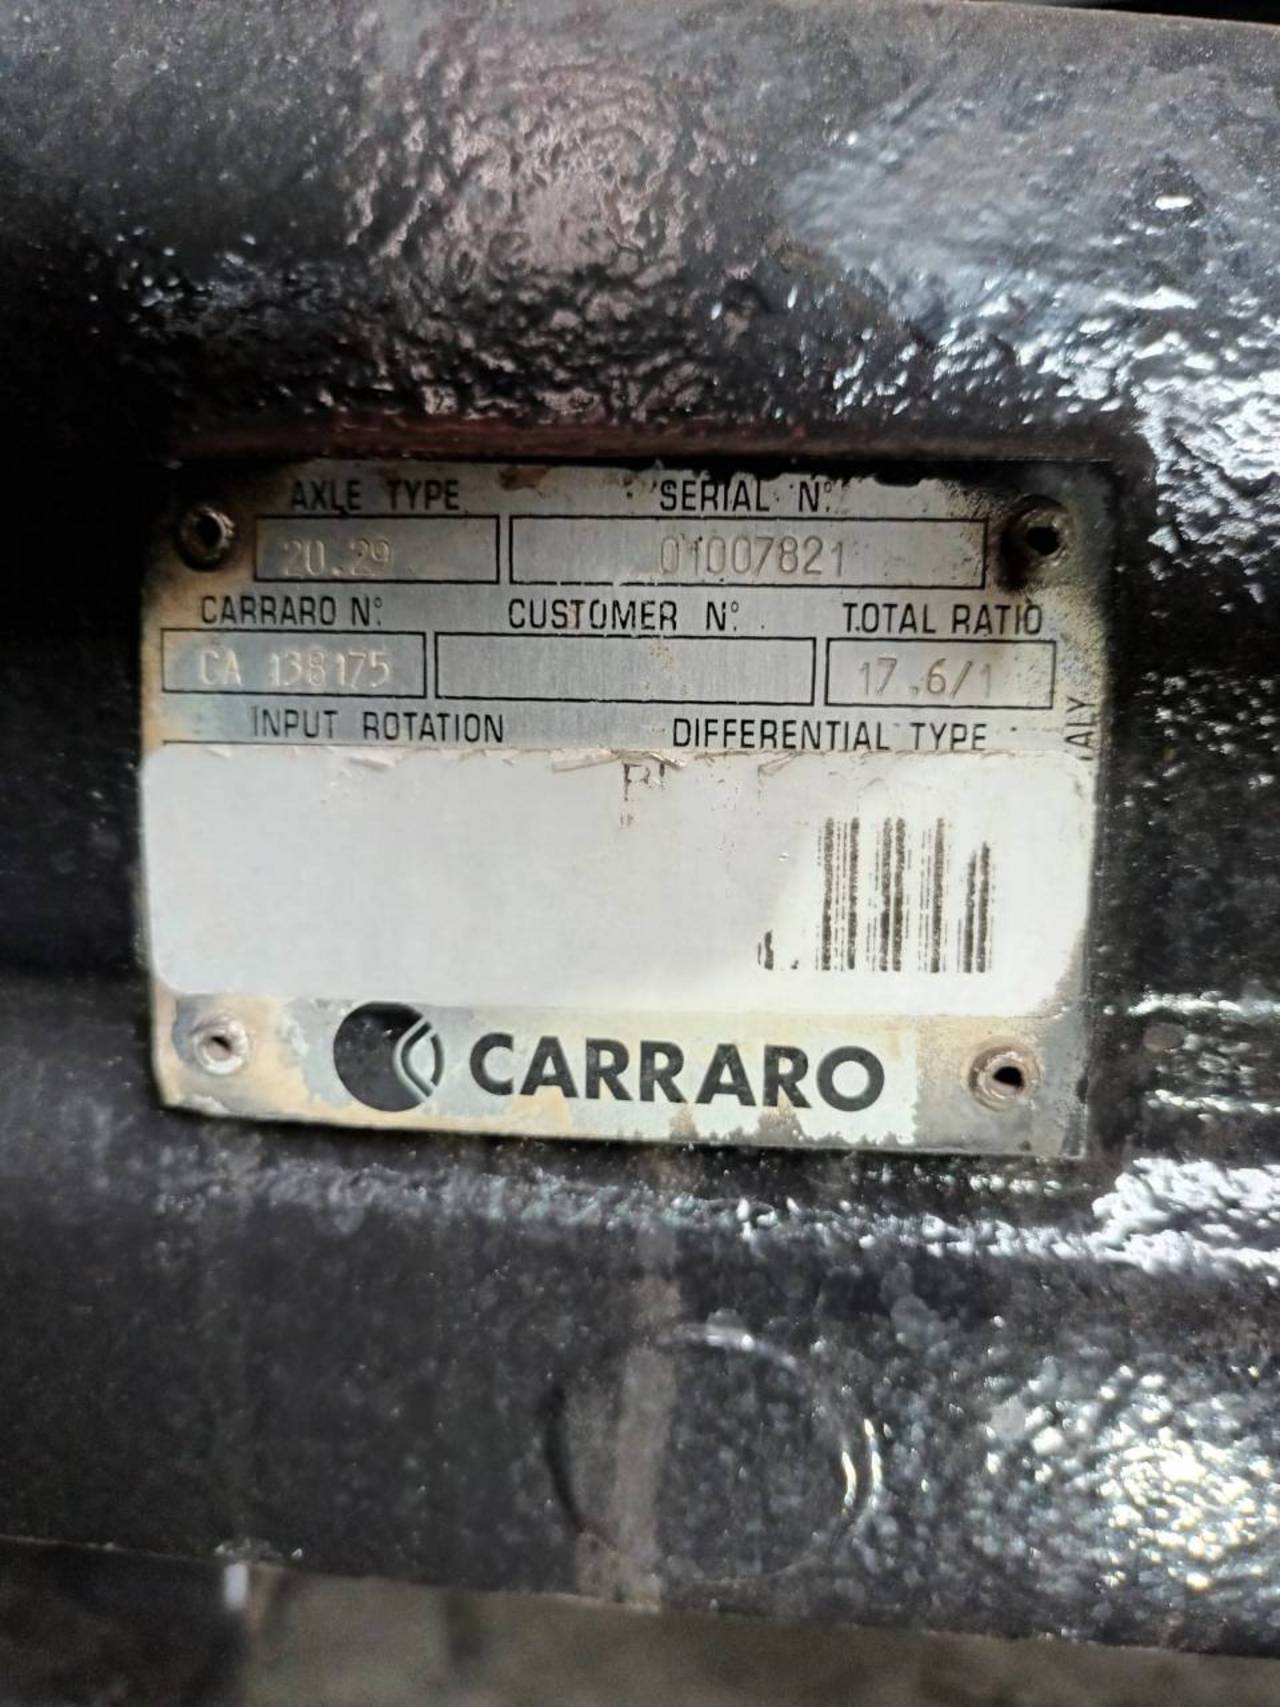 AXLE TYPE SERIAL N°
20.29 01007821
CARRARO N° CUSTOMER N° TOTAL RATIO
CA 138175 17.6/1
INPUT ROTATION DIFFERENTIAL TYPE
CARRARO